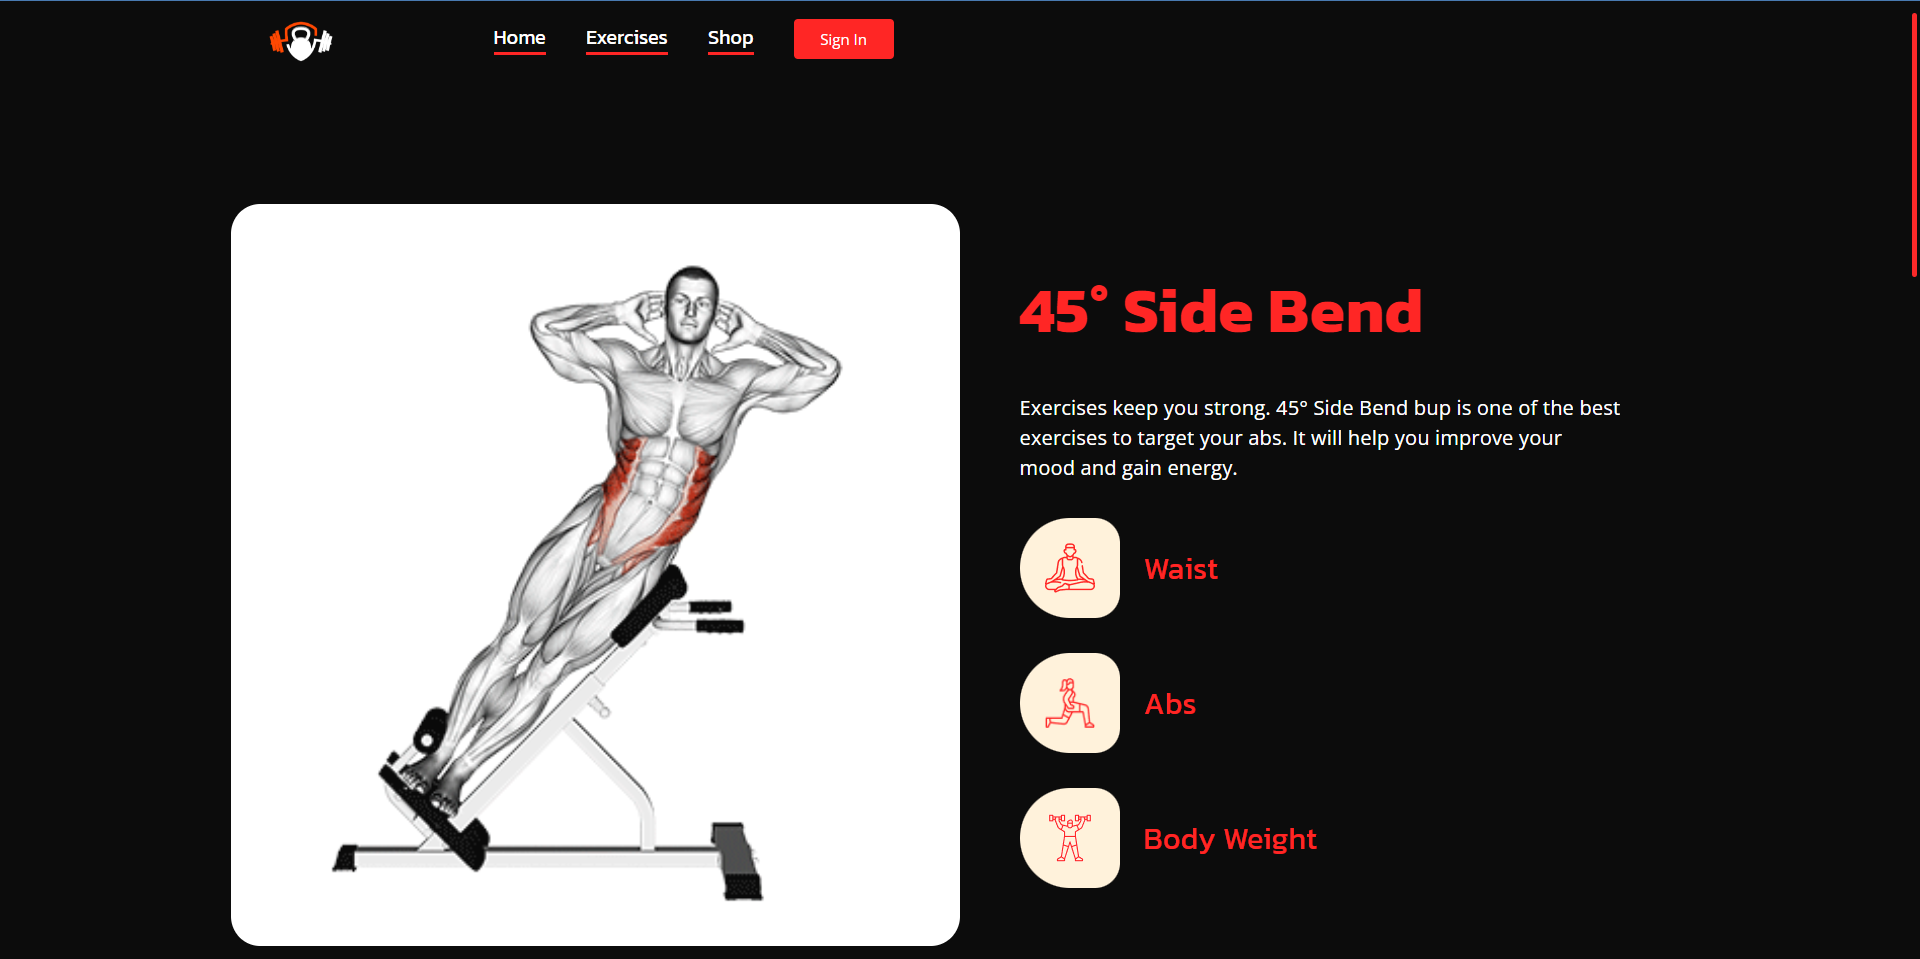 Home Exercises Shop Sign In
45° Side Bend
Exercises keep you strong. 45° Side Bend bup is one of the best
exercises to target your abs. It will help you improve your
mood and gain energy.
Waist
Abs
Body Weight